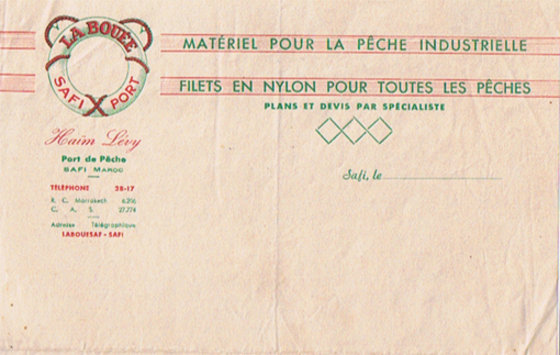 LA BOUÉE
SAFI PORT
MATÉRIEL POUR LA PÊCHE INDUSTRIELLE
FILETS EN NYLON POUR TOUTES LES PÊCHES
PLANS ET DEVIS PAR SPÉCIALISTE
Haïm Lévy
Port de Pêche
SAFI MAROC
TÉLÉPHONE 28-17
R. C. Marrakech 6.206
C. A. S. 27.774
Adresse Télégraphique
LABOUESAF - SAFI
Safi, le